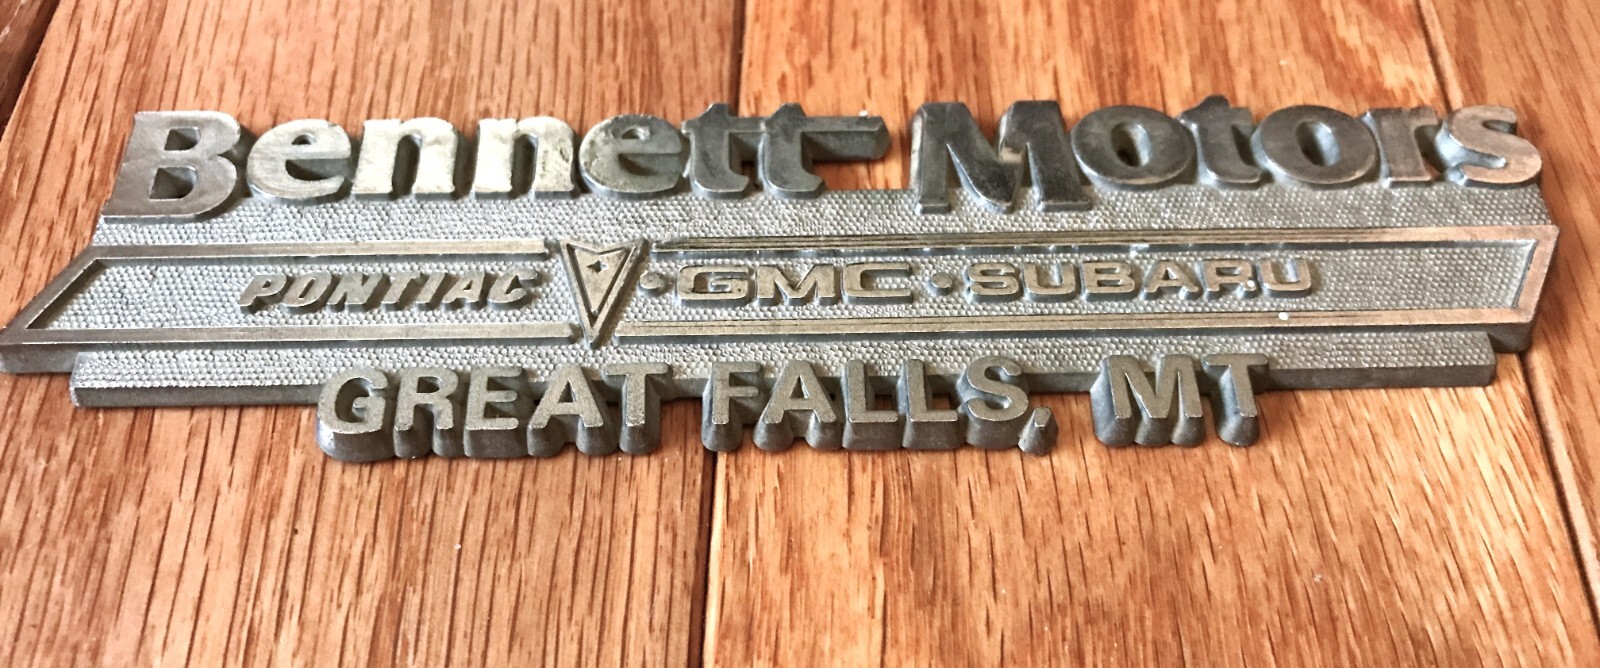 Bennett Motors
PONTIAC • GMC • SUBARU
GREAT FALLS, MT